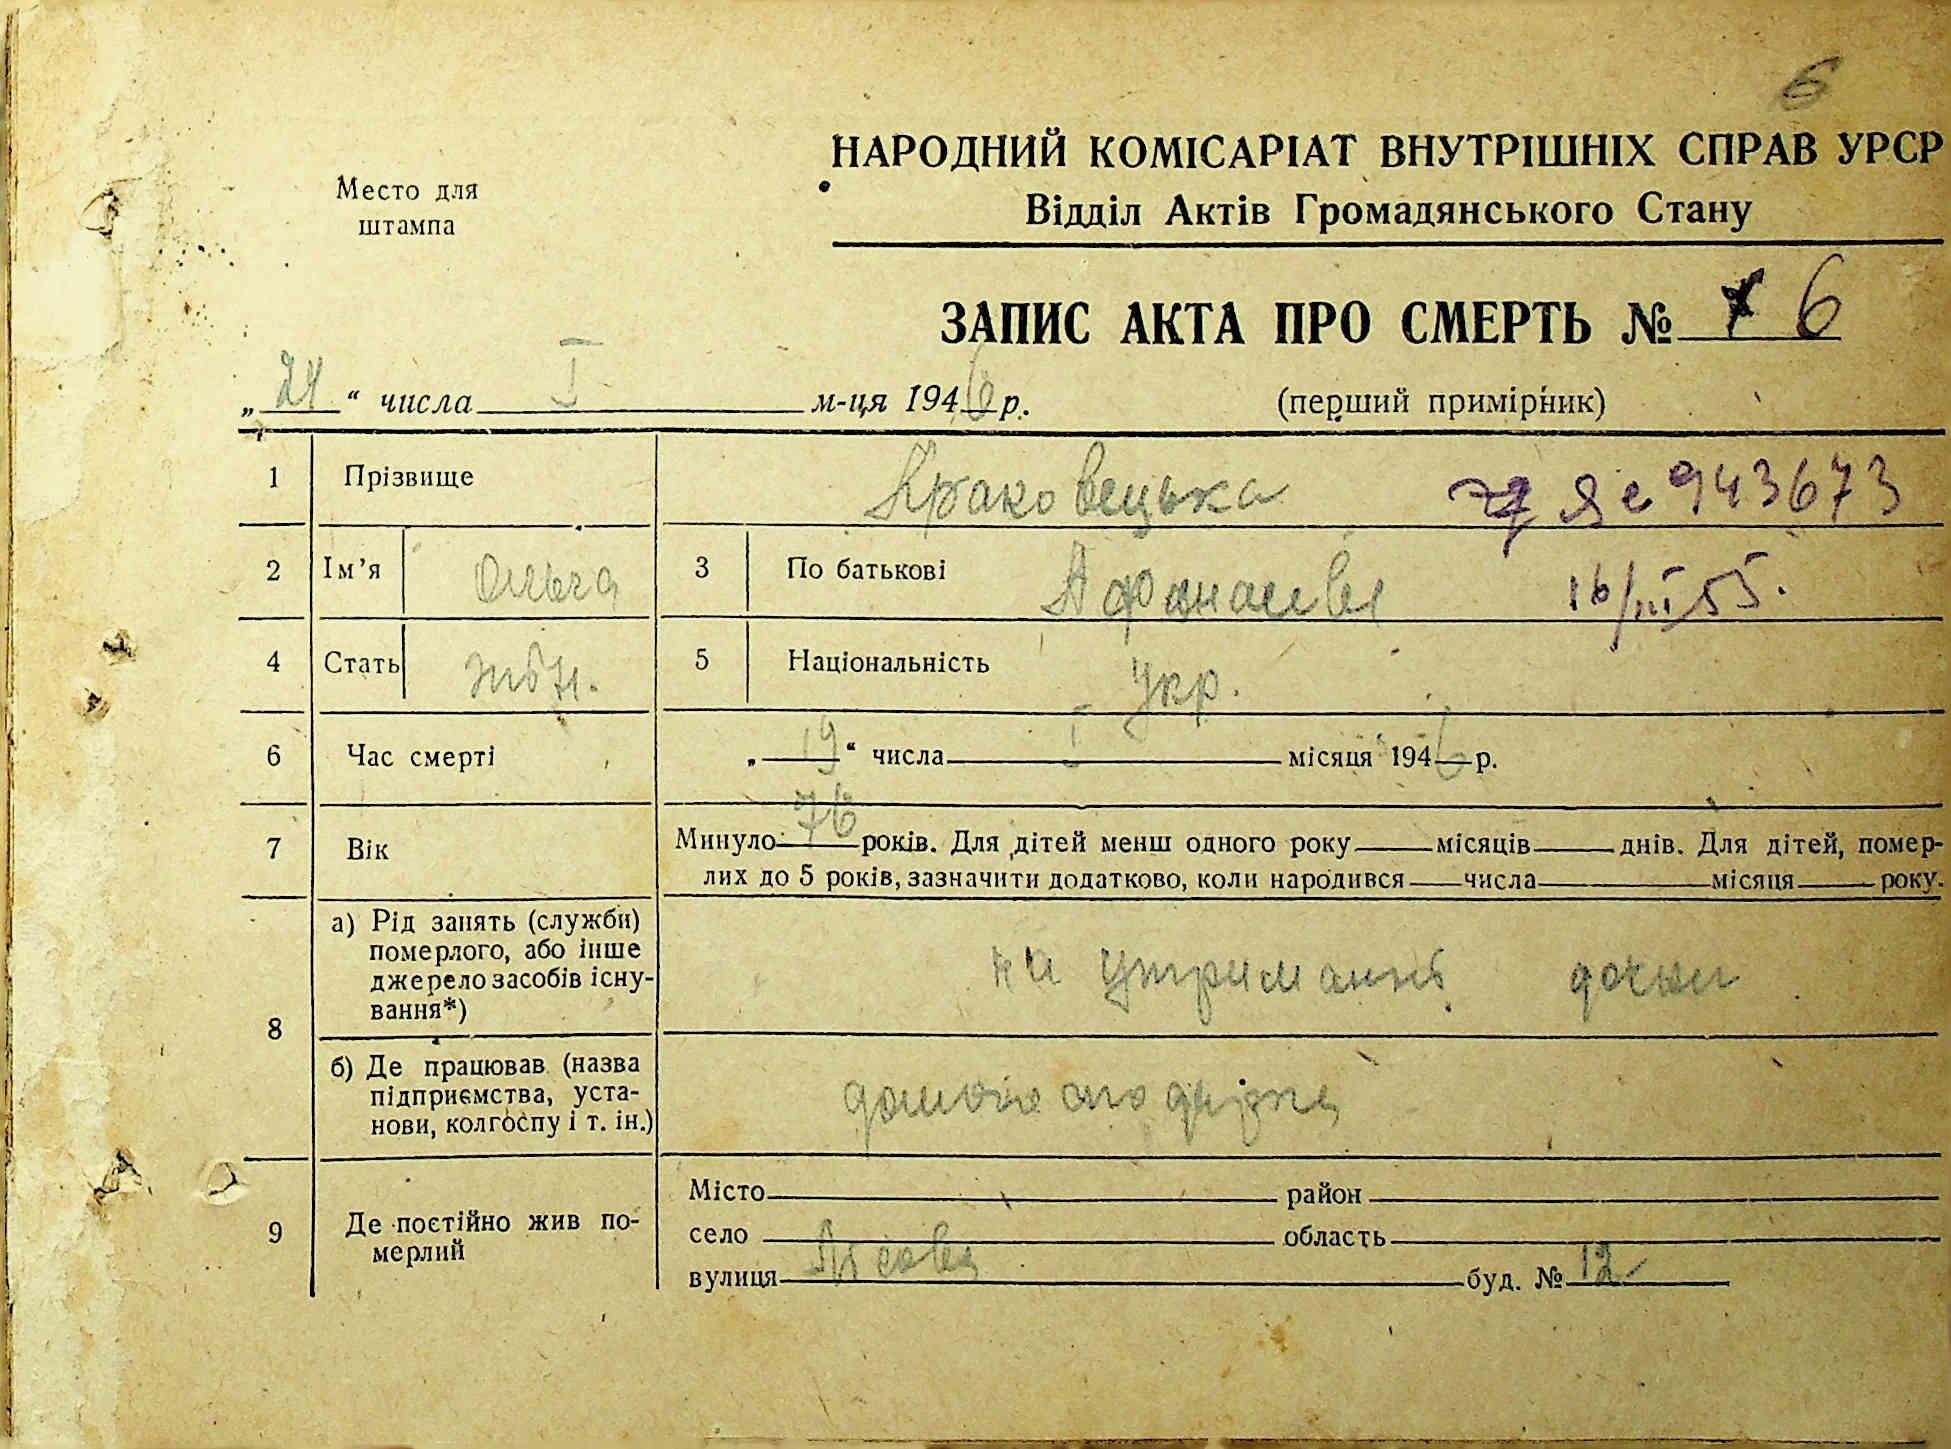 6
НАРОДНИЙ КОМІСАРІАТ ВНУТРІШНІХ СПРАВ УРСР
Место для
штампа
Відділ Актів Громадянського Стану
ЗАПИС АКТА ПРО СМЕРТЬ № 6
„21“ числа I м-ця 1946 р.
(перший примірник)
1 Прізвище Краковецька Яе 943673
2 Ім’я Ольга 3 По батькові Афанасевн 16/III 55.
4 Стать жін. 5 Національність Укр.
6 Час смерті „19“ числа I місяця 1946 р.
7 Вік Минуло 76 років. Для дітей менш одного року місяців днів. Для дітей, помер-
лих до 5 років, зазначити додатково, коли народився числа місяця року.
8 а) Рід занять (служби)
померлого, або інше
джерело засобів існу-
вання*)
на утриманні дочки
б) Де працював (назва
підприємства, уста-
нови, колгоспу і т. ін.)
9 Де постійно жив по-
мерлий
Місто район
село область
вулиця Лісова буд. № 12